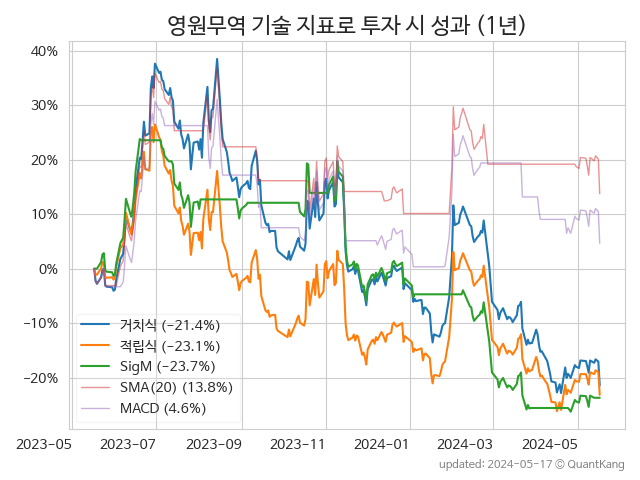 영원무역 기술 지표로 투자 시 성과 (1년)
40%
30%
20%
10%
0%
−10%
−20%
거치식 (−21.4%)
적립식 (−23.1%)
SigM (−23.7%)
SMA(20) (13.8%)
MACD (4.6%)
2023−05
2023−07
2023−09
2023−11
2024−01
2024−03
2024−05
updated: 2024−05−17 ⓒ QuantKang